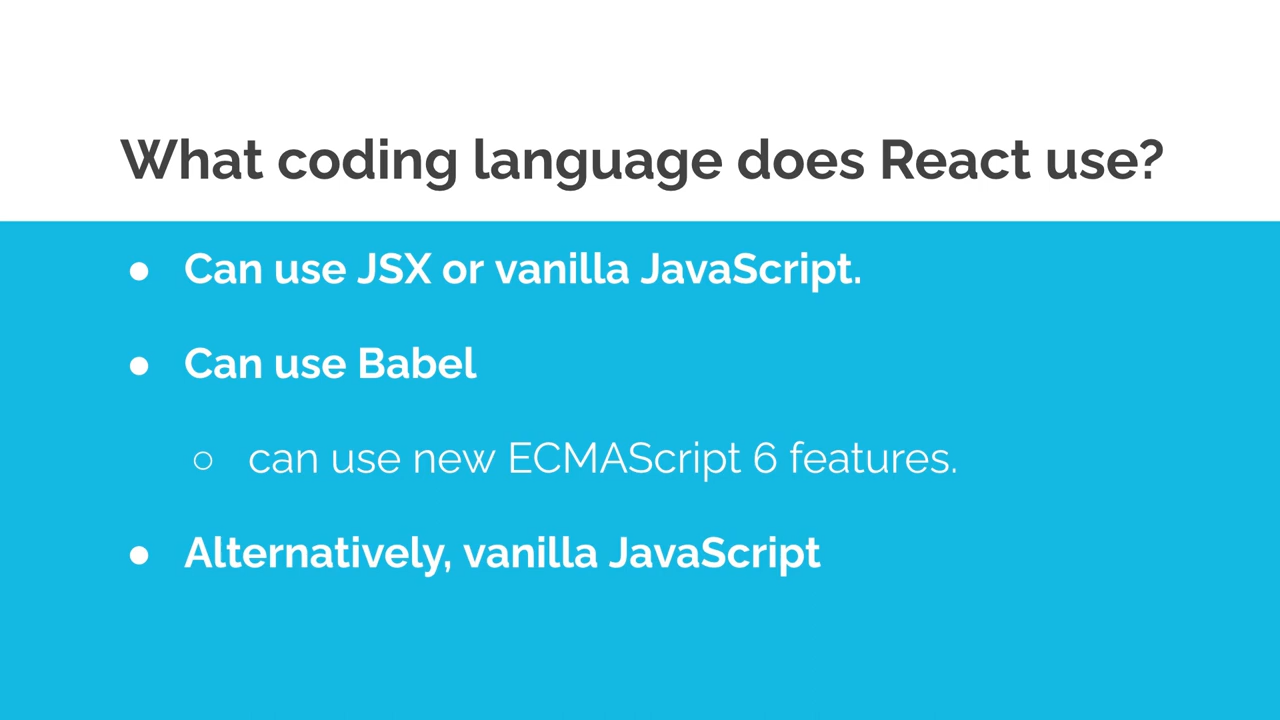 What coding language does React use?
● Can use JSX or vanilla JavaScript.
● Can use Babel
○ can use new ECMAScript 6 features.
● Alternatively, vanilla JavaScript